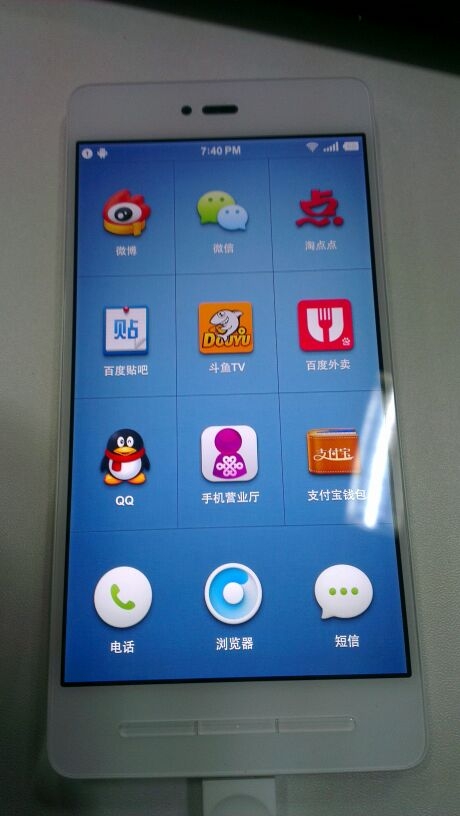 7:40 PM
微博
微信
点
淘点点
贴
百度贴吧
DOUYU
斗鱼TV
百度外卖
QQ
手机营业厅
支付宝
支付宝钱包
电话
浏览器
短信